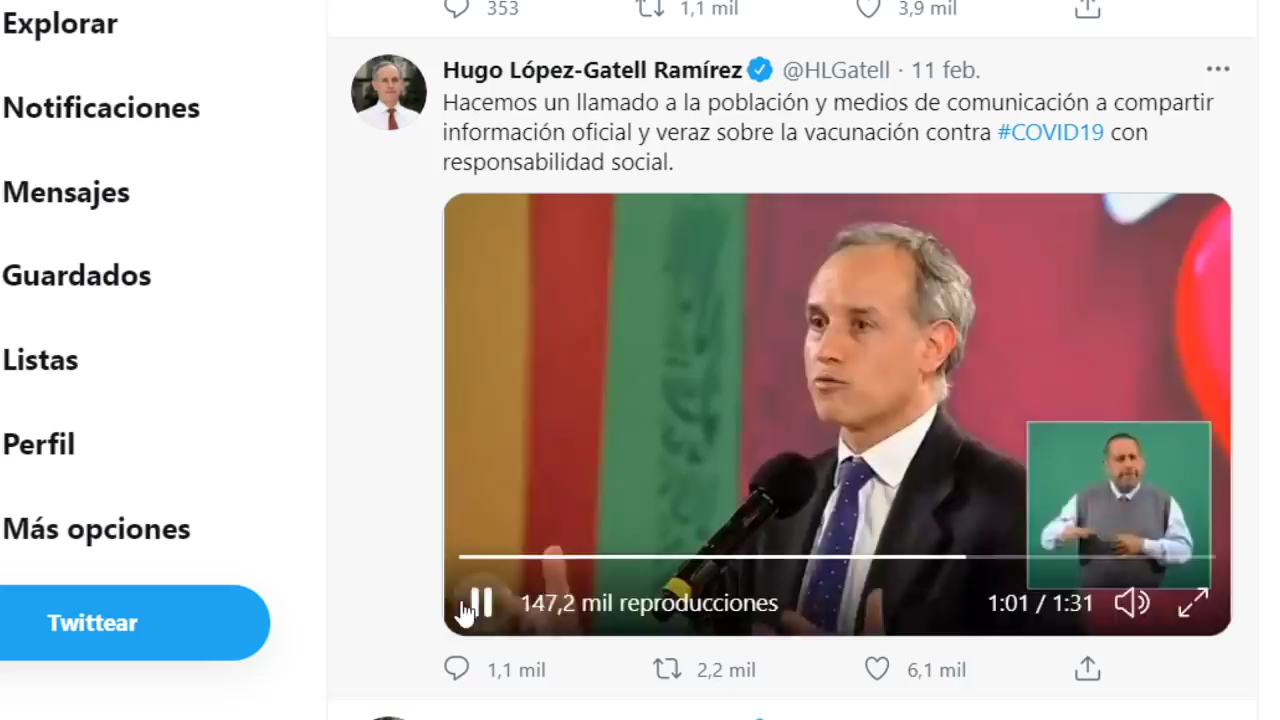 353
1,1 mil
3,9 mil
Explorar
Notificaciones
Mensajes
Guardados
Listas
Perfil
Más opciones
Twittear
Hugo López-Gatell Ramírez @HLGatell · 11 feb.
Hacemos un llamado a la población y medios de comunicación a compartir
información oficial y veraz sobre la vacunación contra #COVID19 con
responsabilidad social.
147,2 mil reproducciones
1:01 / 1:31
1,1 mil
2,2 mil
6,1 mil